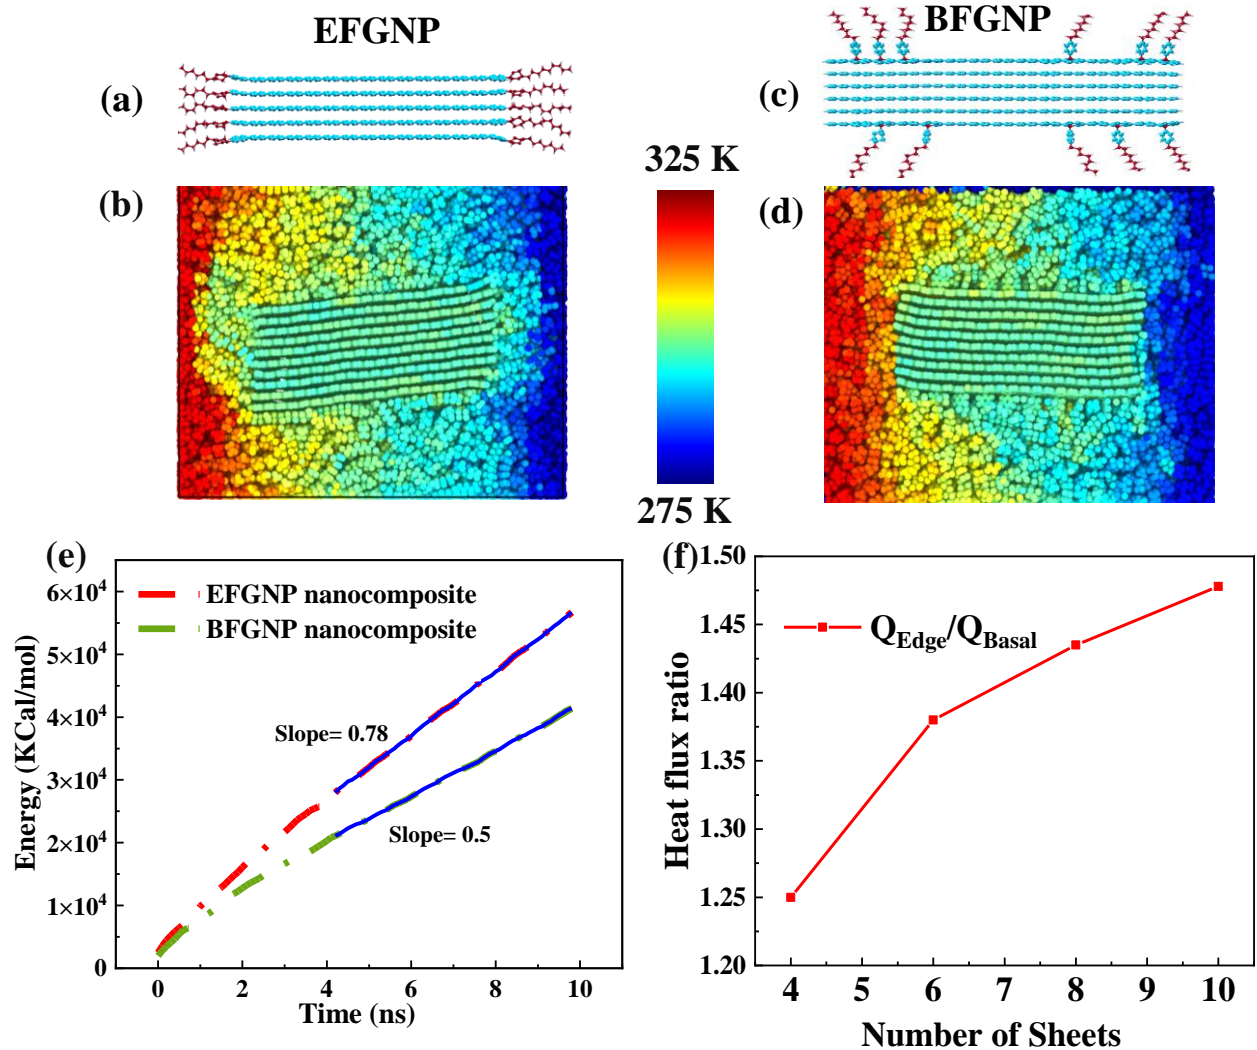 EFGNP
BFGNP
(a)
(c)
325 K
(b)
(d)
275 K
(e)
6×10⁴
5×10⁴
4×10⁴
3×10⁴
2×10⁴
1×10⁴
0
Energy (KCal/mol)
EFGNP nanocomposite
BFGNP nanocomposite
Slope= 0.78
Slope= 0.5
0 2 4 6 8 10
Time (ns)
(f)
1.50
1.45
1.40
1.35
1.30
1.25
1.20
Heat flux ratio
Q_Edge/Q_Basal
4 5 6 7 8 9 10
Number of Sheets